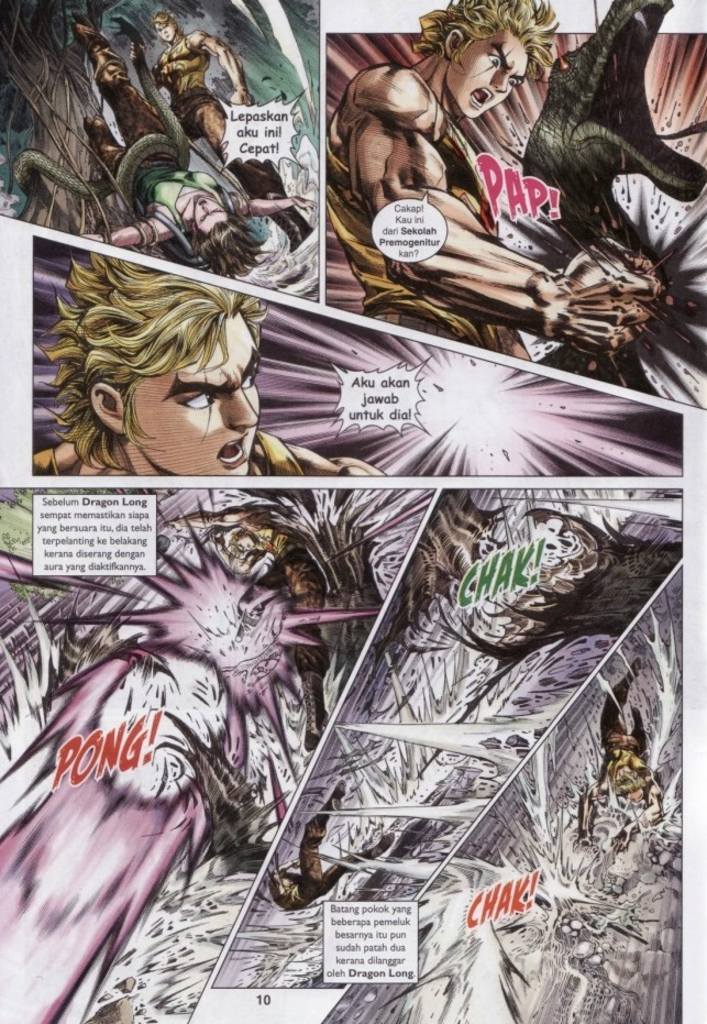 Lepaskan
aku ini!
Cepat!
PAP!
Cakap!
Kau ini
dari Sekolah
Premogenitur
kan?
Aku akan
jawab
untuk dia!
Sebelum Dragon Long
sempat memastikan siapa
yang bersuara itu, dia telah
terpelanting ke belakang
kerana diserang dengan
aura yang diaktifkannya.
PONG!
CHAK!
CHAK!
Batang pokok yang
beberapa pemeluk
besarnya itu pun
sudah patah dua
kerana dilanggar
oleh Dragon Long.
10